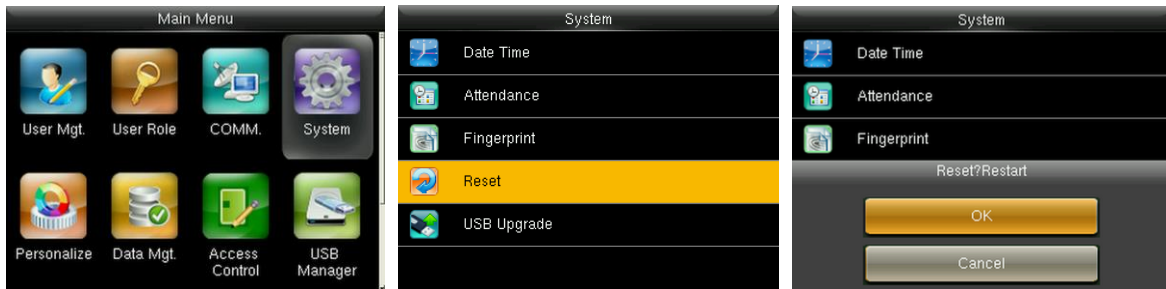 Main Menu
User Mgt.
User Role
COMM.
System
Personalize
Data Mgt.
Access
Control
USB
Manager
System
Date Time
Attendance
Fingerprint
Reset
USB Upgrade
System
Date Time
Attendance
Fingerprint
Reset?Restart
OK
Cancel